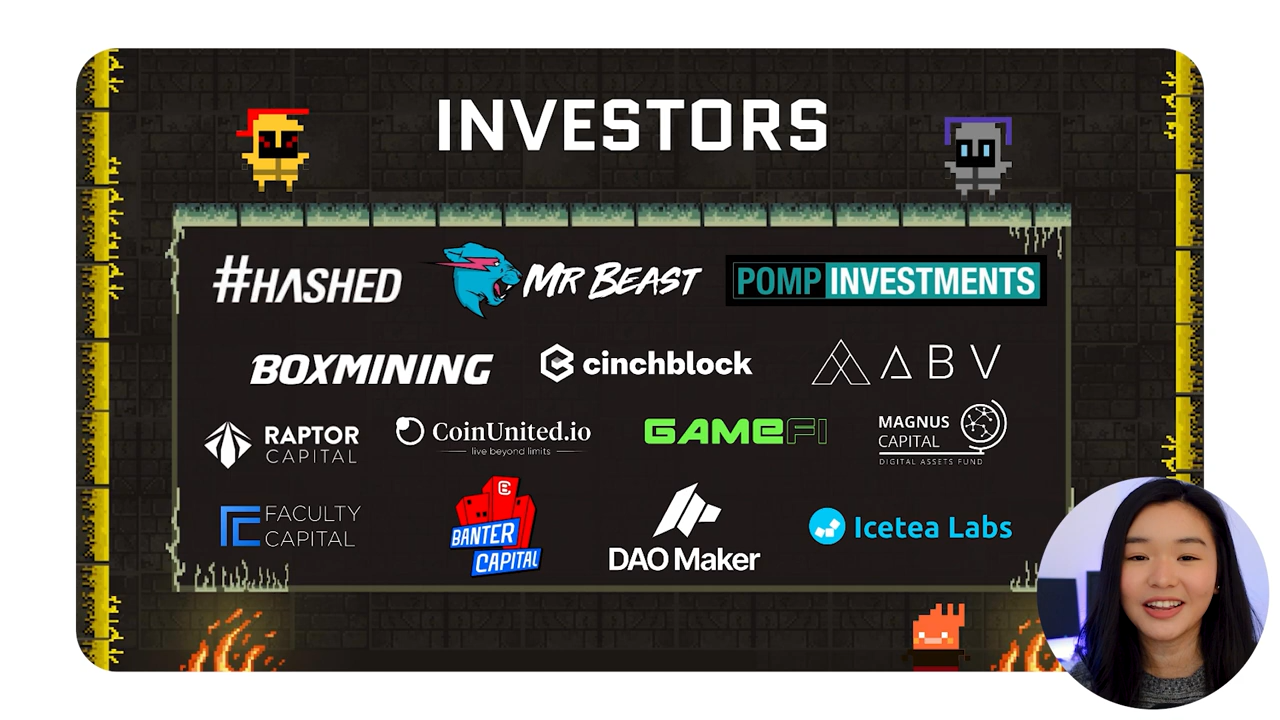 INVESTORS
#HASHED
MR BEAST
POMP INVESTMENTS
BOXMINING
cinchblock
ABV
RAPTOR
CAPITAL
CoinUnited.io
live beyond limits
GAMEFI
MAGNUS
CAPITAL
DIGITAL ASSETS FUND
FACULTY
CAPITAL
BANTER
CAPITAL
DAO Maker
Icetea Labs